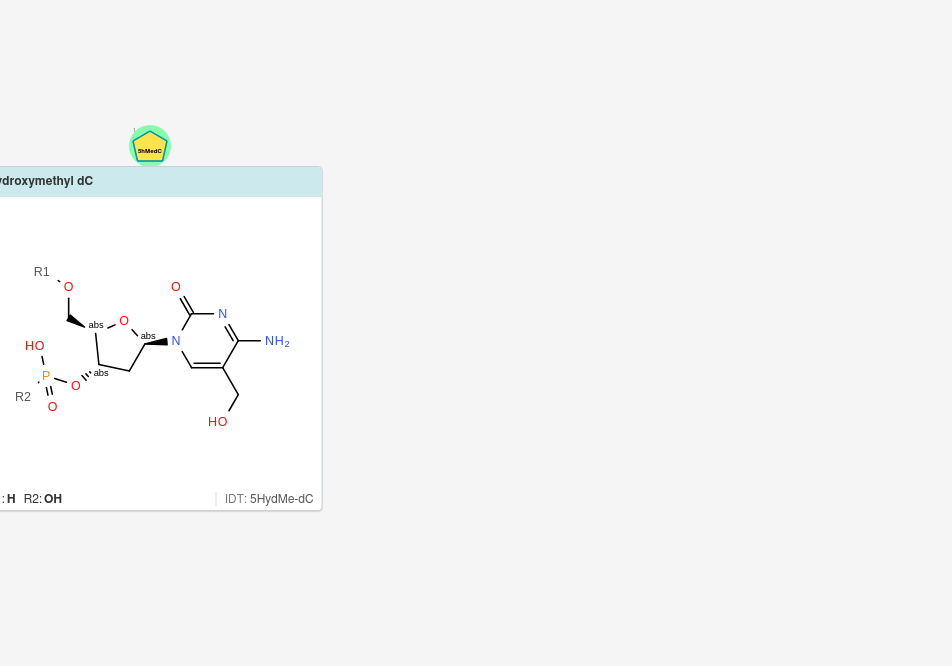 5hMedC
ydroxymethyl dC
R1
O
O
abs
O
N
abs
N
NH2
HO
abs
P
O
R2
O
HO
: H R2: OH
IDT: 5HydMe-dC